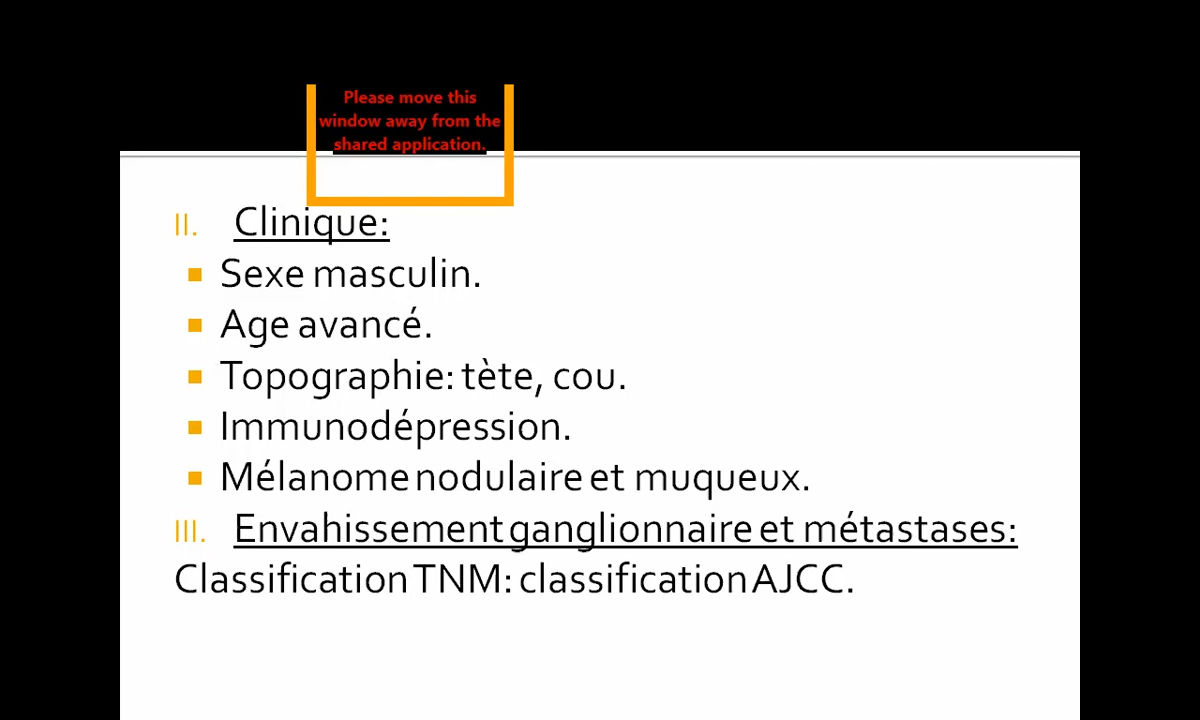 Please move this
window away from the
shared application.
II. Clinique:
Sexe masculin.
Age avancé.
Topographie: tète, cou.
Immunodépression.
Mélanome nodulaire et muqueux.
III. Envahissement ganglionnaire et métastases:
Classification TNM: classification AJCC.